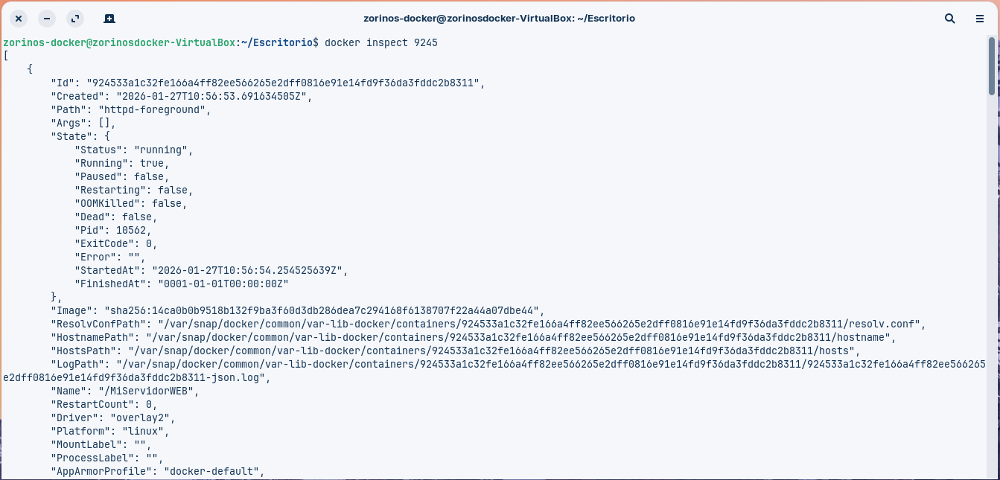 zorinos-docker@zorinosdocker-VirtualBox: ~/Escritorio
zorinos-docker@zorinosdocker-VirtualBox:~/Escritorio$ docker inspect 9245
[
    {
        "Id": "924533a1c32fe166a4ff82ee566265e2dff0816e91e14fd9f36da3fddc2b8311",
        "Created": "2026-01-27T10:56:53.691634505Z",
        "Path": "httpd-foreground",
        "Args": [],
        "State": {
            "Status": "running",
            "Running": true,
            "Paused": false,
            "Restarting": false,
            "OOMKilled": false,
            "Dead": false,
            "Pid": 10562,
            "ExitCode": 0,
            "Error": "",
            "StartedAt": "2026-01-27T10:56:54.254525639Z",
            "FinishedAt": "0001-01-01T00:00:00Z"
        },
        "Image": "sha256:14ca0b0b9518b132f9ba3f60d3db286dea7c294168f6138707f22a44a07dbe44",
        "ResolvConfPath": "/var/snap/docker/common/var-lib-docker/containers/924533a1c32fe166a4ff82ee566265e2dff0816e91e14fd9f36da3fddc2b8311/resolv.conf",
        "HostnamePath": "/var/snap/docker/common/var-lib-docker/containers/924533a1c32fe166a4ff82ee566265e2dff0816e91e14fd9f36da3fddc2b8311/hostname",
        "HostsPath": "/var/snap/docker/common/var-lib-docker/containers/924533a1c32fe166a4ff82ee566265e2dff0816e91e14fd9f36da3fddc2b8311/hosts",
        "LogPath": "/var/snap/docker/common/var-lib-docker/containers/924533a1c32fe166a4ff82ee566265e2dff0816e91e14fd9f36da3fddc2b8311/924533a1c32fe166a4ff82ee566265
e2dff0816e91e14fd9f36da3fddc2b8311-json.log",
        "Name": "/MiServidorWEB",
        "RestartCount": 0,
        "Driver": "overlay2",
        "Platform": "linux",
        "MountLabel": "",
        "ProcessLabel": "",
        "AppArmorProfile": "docker-default",